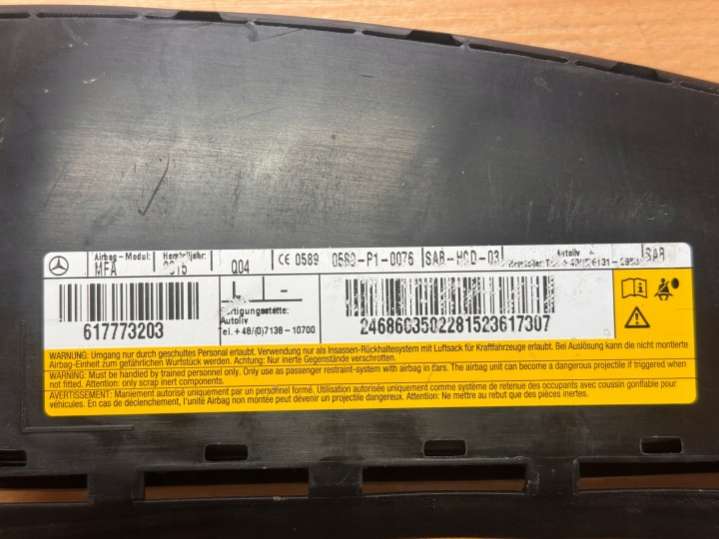 Airbag-Modul:
MFA
Q04
CE 0589
0589-P1-0076
SAB-HCD-03
Autoliv
SAB
617773203
L -
Fertigungsstätte:
Autoliv
Tel.+48/(0)7138-10700
2468603502281523617307
WARNUNG: Umgang nur durch geschultes Personal erlaubt. Verwendung nur als Insassen-Rückhaltesystem mit Luftsack für Kraftfahrzeuge erlaubt. Bei Auslösung kann die nicht montierte
Airbag-Einheit zum gefährlichen Wurfstück werden. Achtung: Nur inerte Gegenstände verschrotten.
WARNING: Must be handled by trained personnel only. Only use as passenger restraint-system with airbag in cars. The airbag unit can become a dangerous projectile if triggered when
not fitted. Attention: only scrap inert components.
AVERTISSEMENT: Maniement autorisé uniquement par un personnel formé. Utilisation autorisée uniquement comme système de retenue des occupants avec coussin gonflable pour
véhicules. En cas de déclenchement, l'unité Airbag non montée peut devenir un projectile dangereux. Attention: Ne mettre au rebut que des pièces inertes.